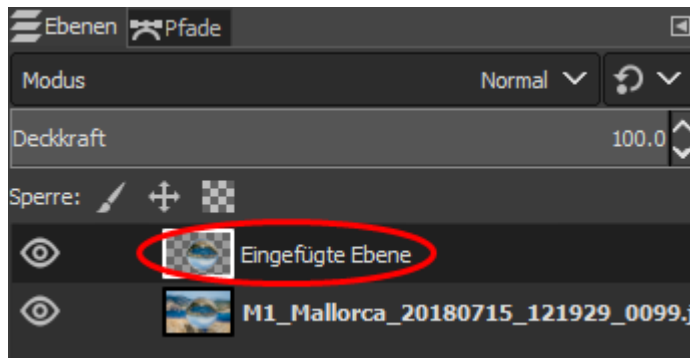 Ebenen Pfade
Modus Normal
Deckkraft 100.0
Sperre:
Eingefügte Ebene
M1_Mallorca_20180715_121929_0099.j